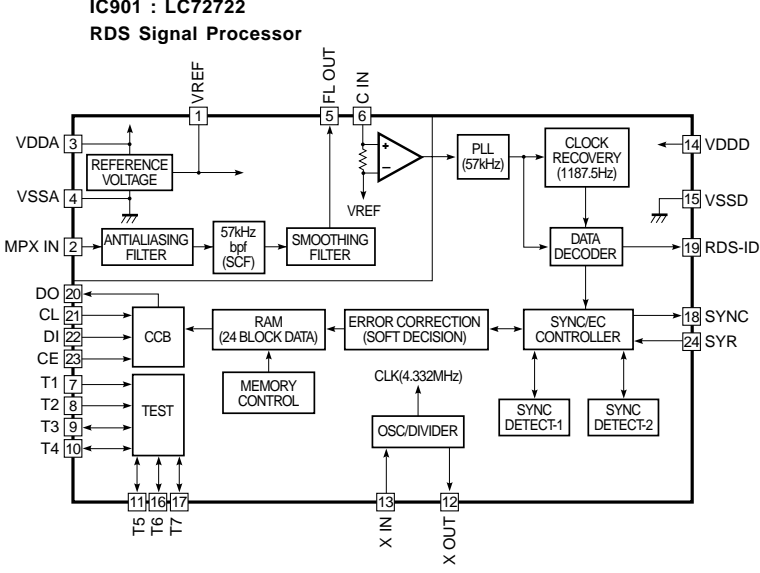 IC901 : LC72722
RDS Signal Processor
VREF
FL OUT
C IN
1
5
6
VDDA 3
REFERENCE
VOLTAGE
VSSA 4
+
–
VREF
PLL
(57kHz)
CLOCK
RECOVERY
(1187.5Hz)
14 VDDD
15 VSSD
MPX IN 2
ANTIALIASING
FILTER
57kHz
bpf
(SCF)
SMOOTHING
FILTER
DATA
DECODER
19 RDS-ID
DO 20
CL 21
DI 22
CE 23
CCB
RAM
(24 BLOCK DATA)
ERROR CORRECTION
(SOFT DECISION)
SYNC/EC
CONTROLLER
18 SYNC
24 SYR
T1 7
T2 8
T3 9
T4 10
TEST
MEMORY
CONTROL
CLK(4.332MHz)
OSC/DIVIDER
SYNC
DETECT-1
SYNC
DETECT-2
11
16
17
13
12
T5
T6
T7
X IN
X OUT